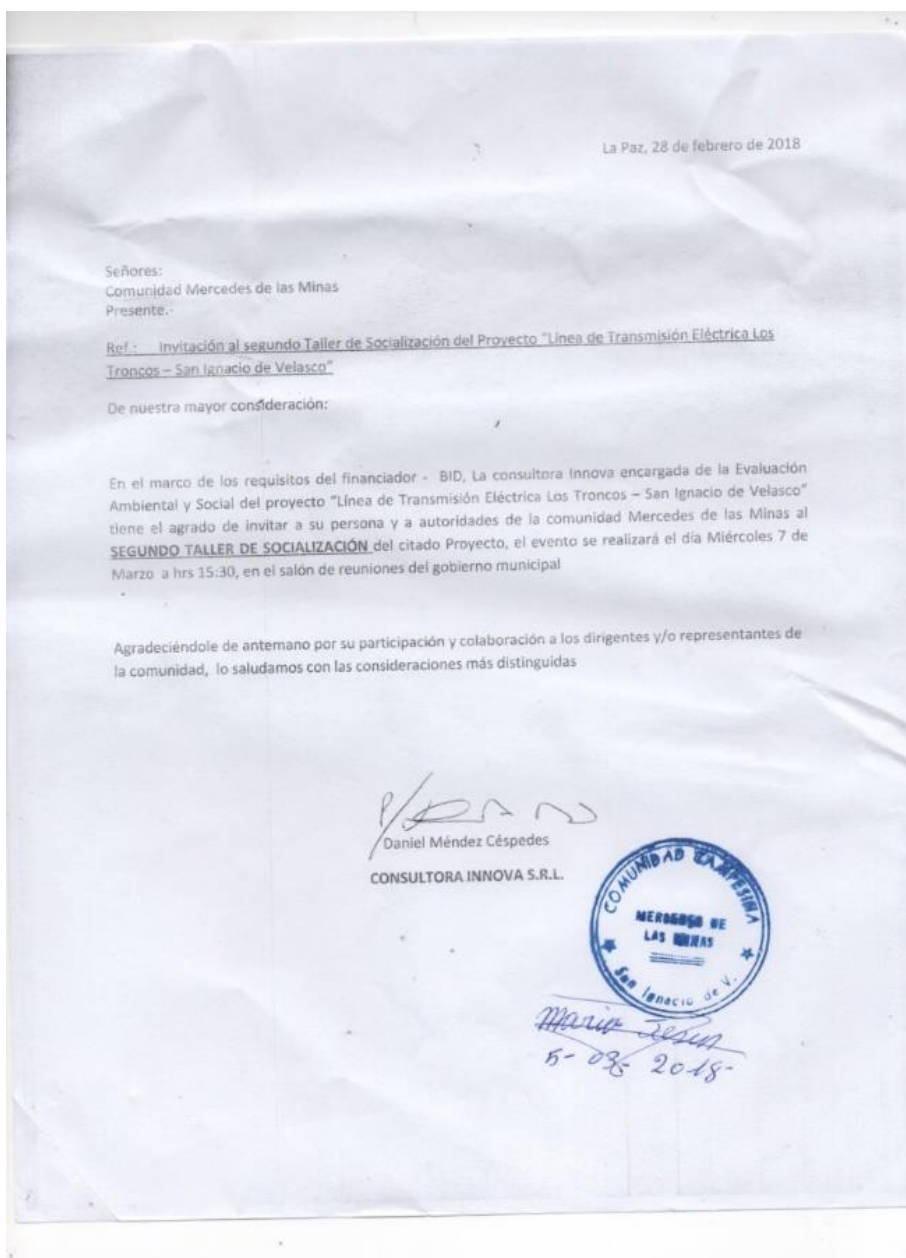 La Paz, 28 de febrero de 2018
Señores:
Comunidad Mercedes de las Minas
Presente.-
Ref.: Invitación al segundo Taller de Socialización del Proyecto "Línea de Transmisión Eléctrica Los
Troncos – San Ignacio de Velasco"
De nuestra mayor consideración:
En el marco de los requisitos del financiador - BID, La consultora Innova encargada de la Evaluación
Ambiental y Social del proyecto "Línea de Transmisión Eléctrica Los Troncos – San Ignacio de Velasco"
tiene el agrado de invitar a su persona y a autoridades de la comunidad Mercedes de las Minas al
SEGUNDO TALLER DE SOCIALIZACIÓN del citado Proyecto, el evento se realizará el día Miércoles 7 de
Marzo a hrs 15:30, en el salón de reuniones del gobierno municipal
Agradeciéndole de antemano por su participación y colaboración a los dirigentes y/o representantes de
la comunidad, lo saludamos con las consideraciones más distinguidas
P/
Daniel Méndez Céspedes
CONSULTORA INNOVA S.R.L.
COMUNIDAD CAMPESINA
DE
LAS MINAS
San Ignacio de V.
Mario
5-03-2018-